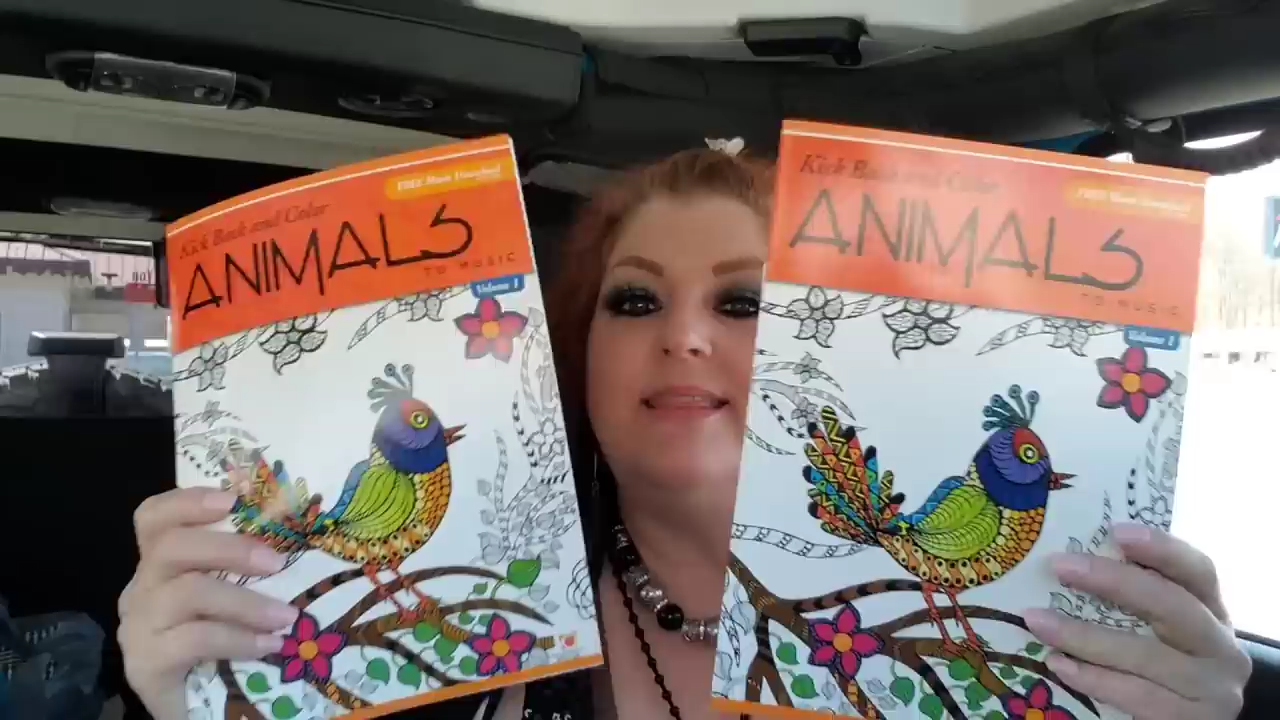 Kick Back and Color
FREE Music Download
ANIMALS
TO MUSIC
Volume 1
Kick Back and Color
FREE Music Download
ANIMALS
TO MUSIC
Volume 1